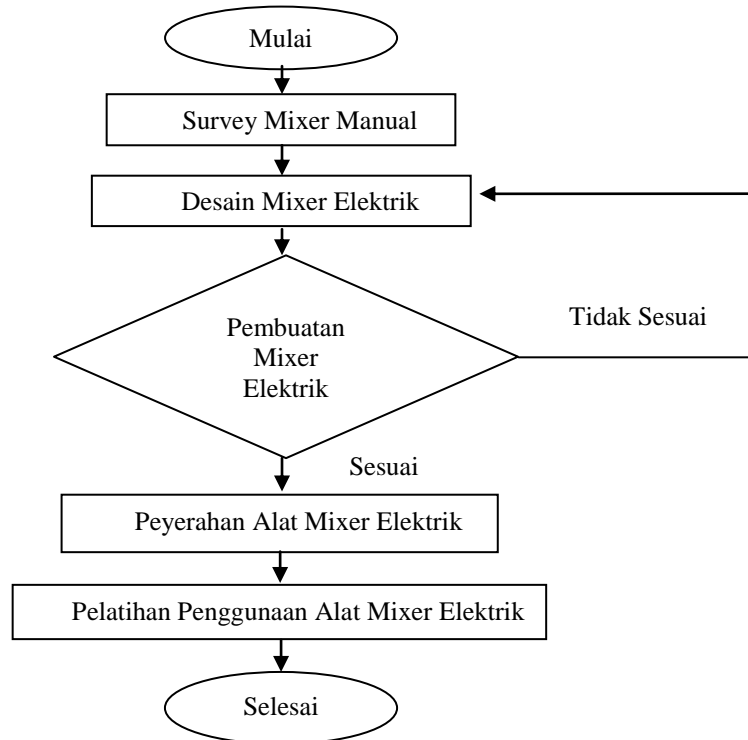 Mulai
Survey Mixer Manual
Desain Mixer Elektrik
Pembuatan
Mixer
Elektrik
Tidak Sesuai
Sesuai
Peyerahan Alat Mixer Elektrik
Pelatihan Penggunaan Alat Mixer Elektrik
Selesai